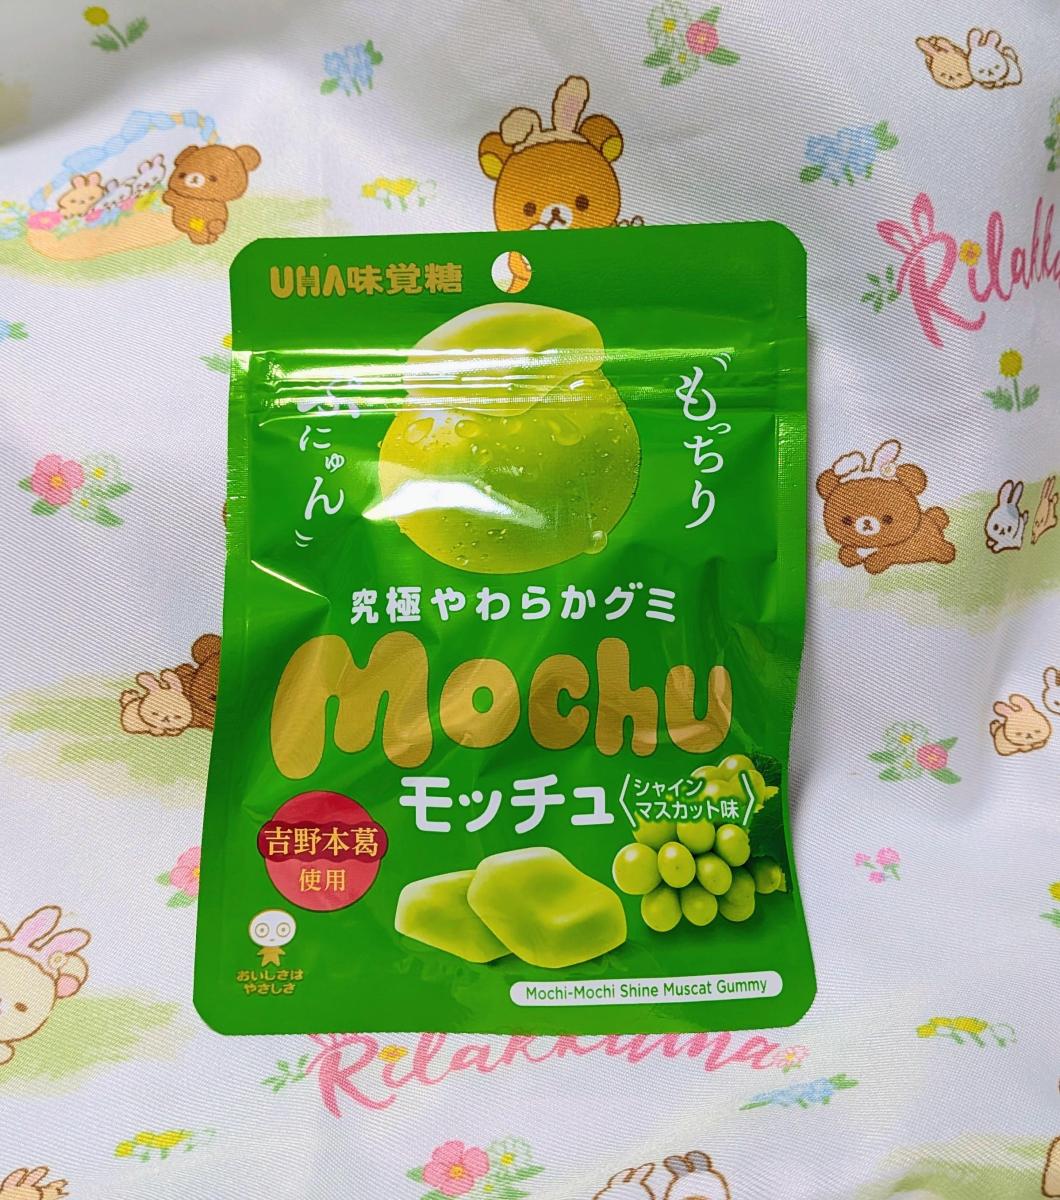 UHA味覚糖
"もっちり
ふにゅん"
究極やわらかグミ
Mochu
モッチュ
〈シャイン
マスカット味〉
吉野本葛
使用
おいしさは
やさしさ
Mochi-Mochi Shine Muscat Gummy
Rilakk
Rilakkuma